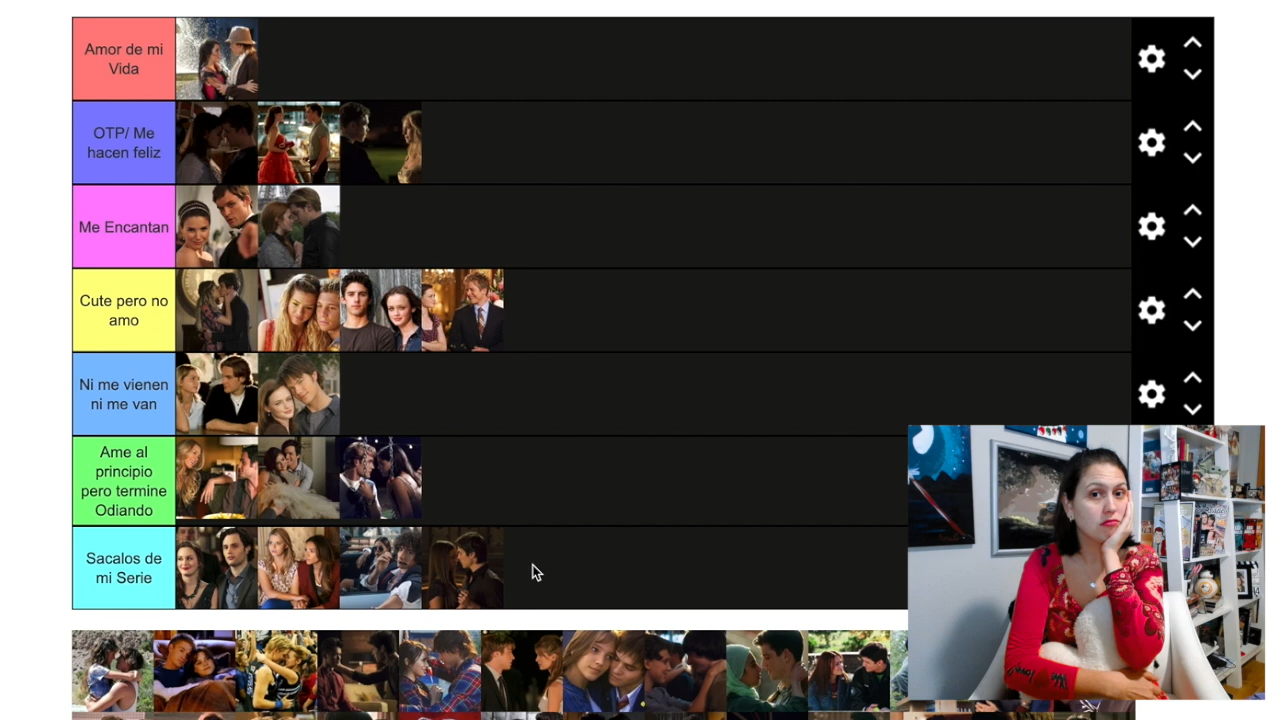 Amor de mi
Vida
OTP/ Me
hacen feliz
Me Encantan
Cute pero no
amo
Ni me vienen
ni me van
Ame al
principio
pero termine
Odiando
Sacalos de
mi Serie